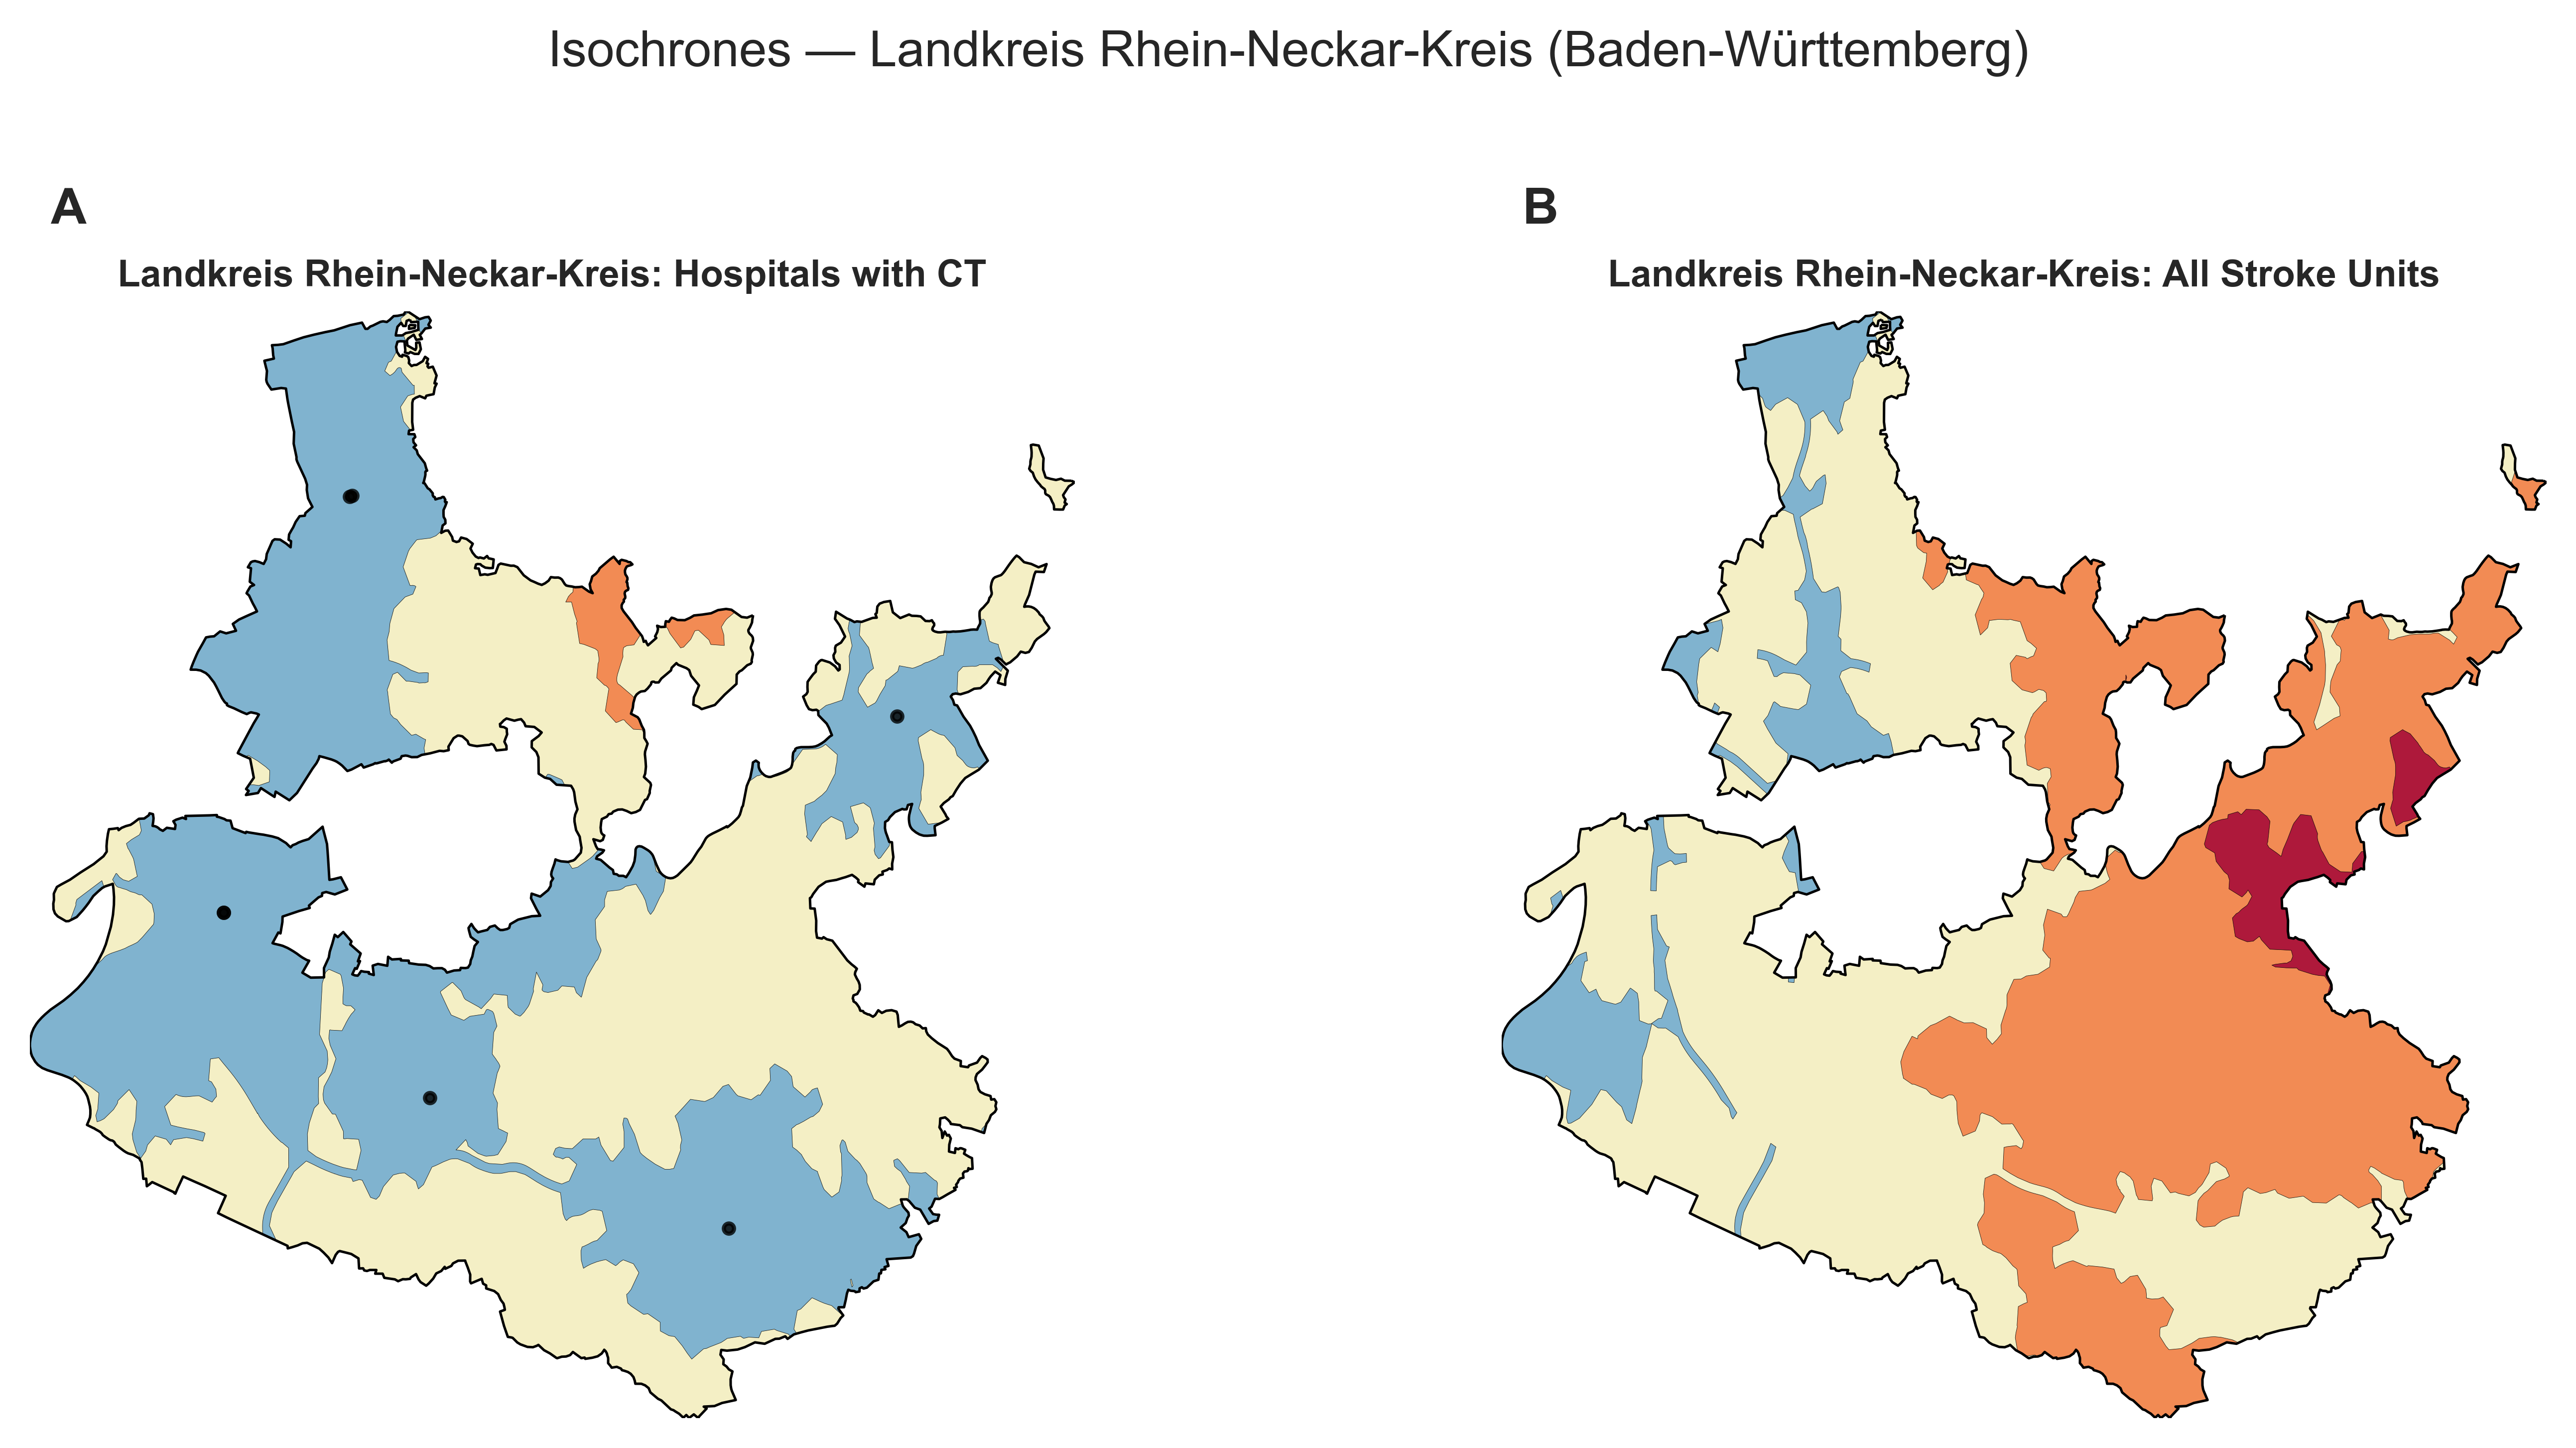 Isochrones — Landkreis Rhein-Neckar-Kreis (Baden-Württemberg)
A
Landkreis Rhein-Neckar-Kreis: Hospitals with CT
B
Landkreis Rhein-Neckar-Kreis: All Stroke Units